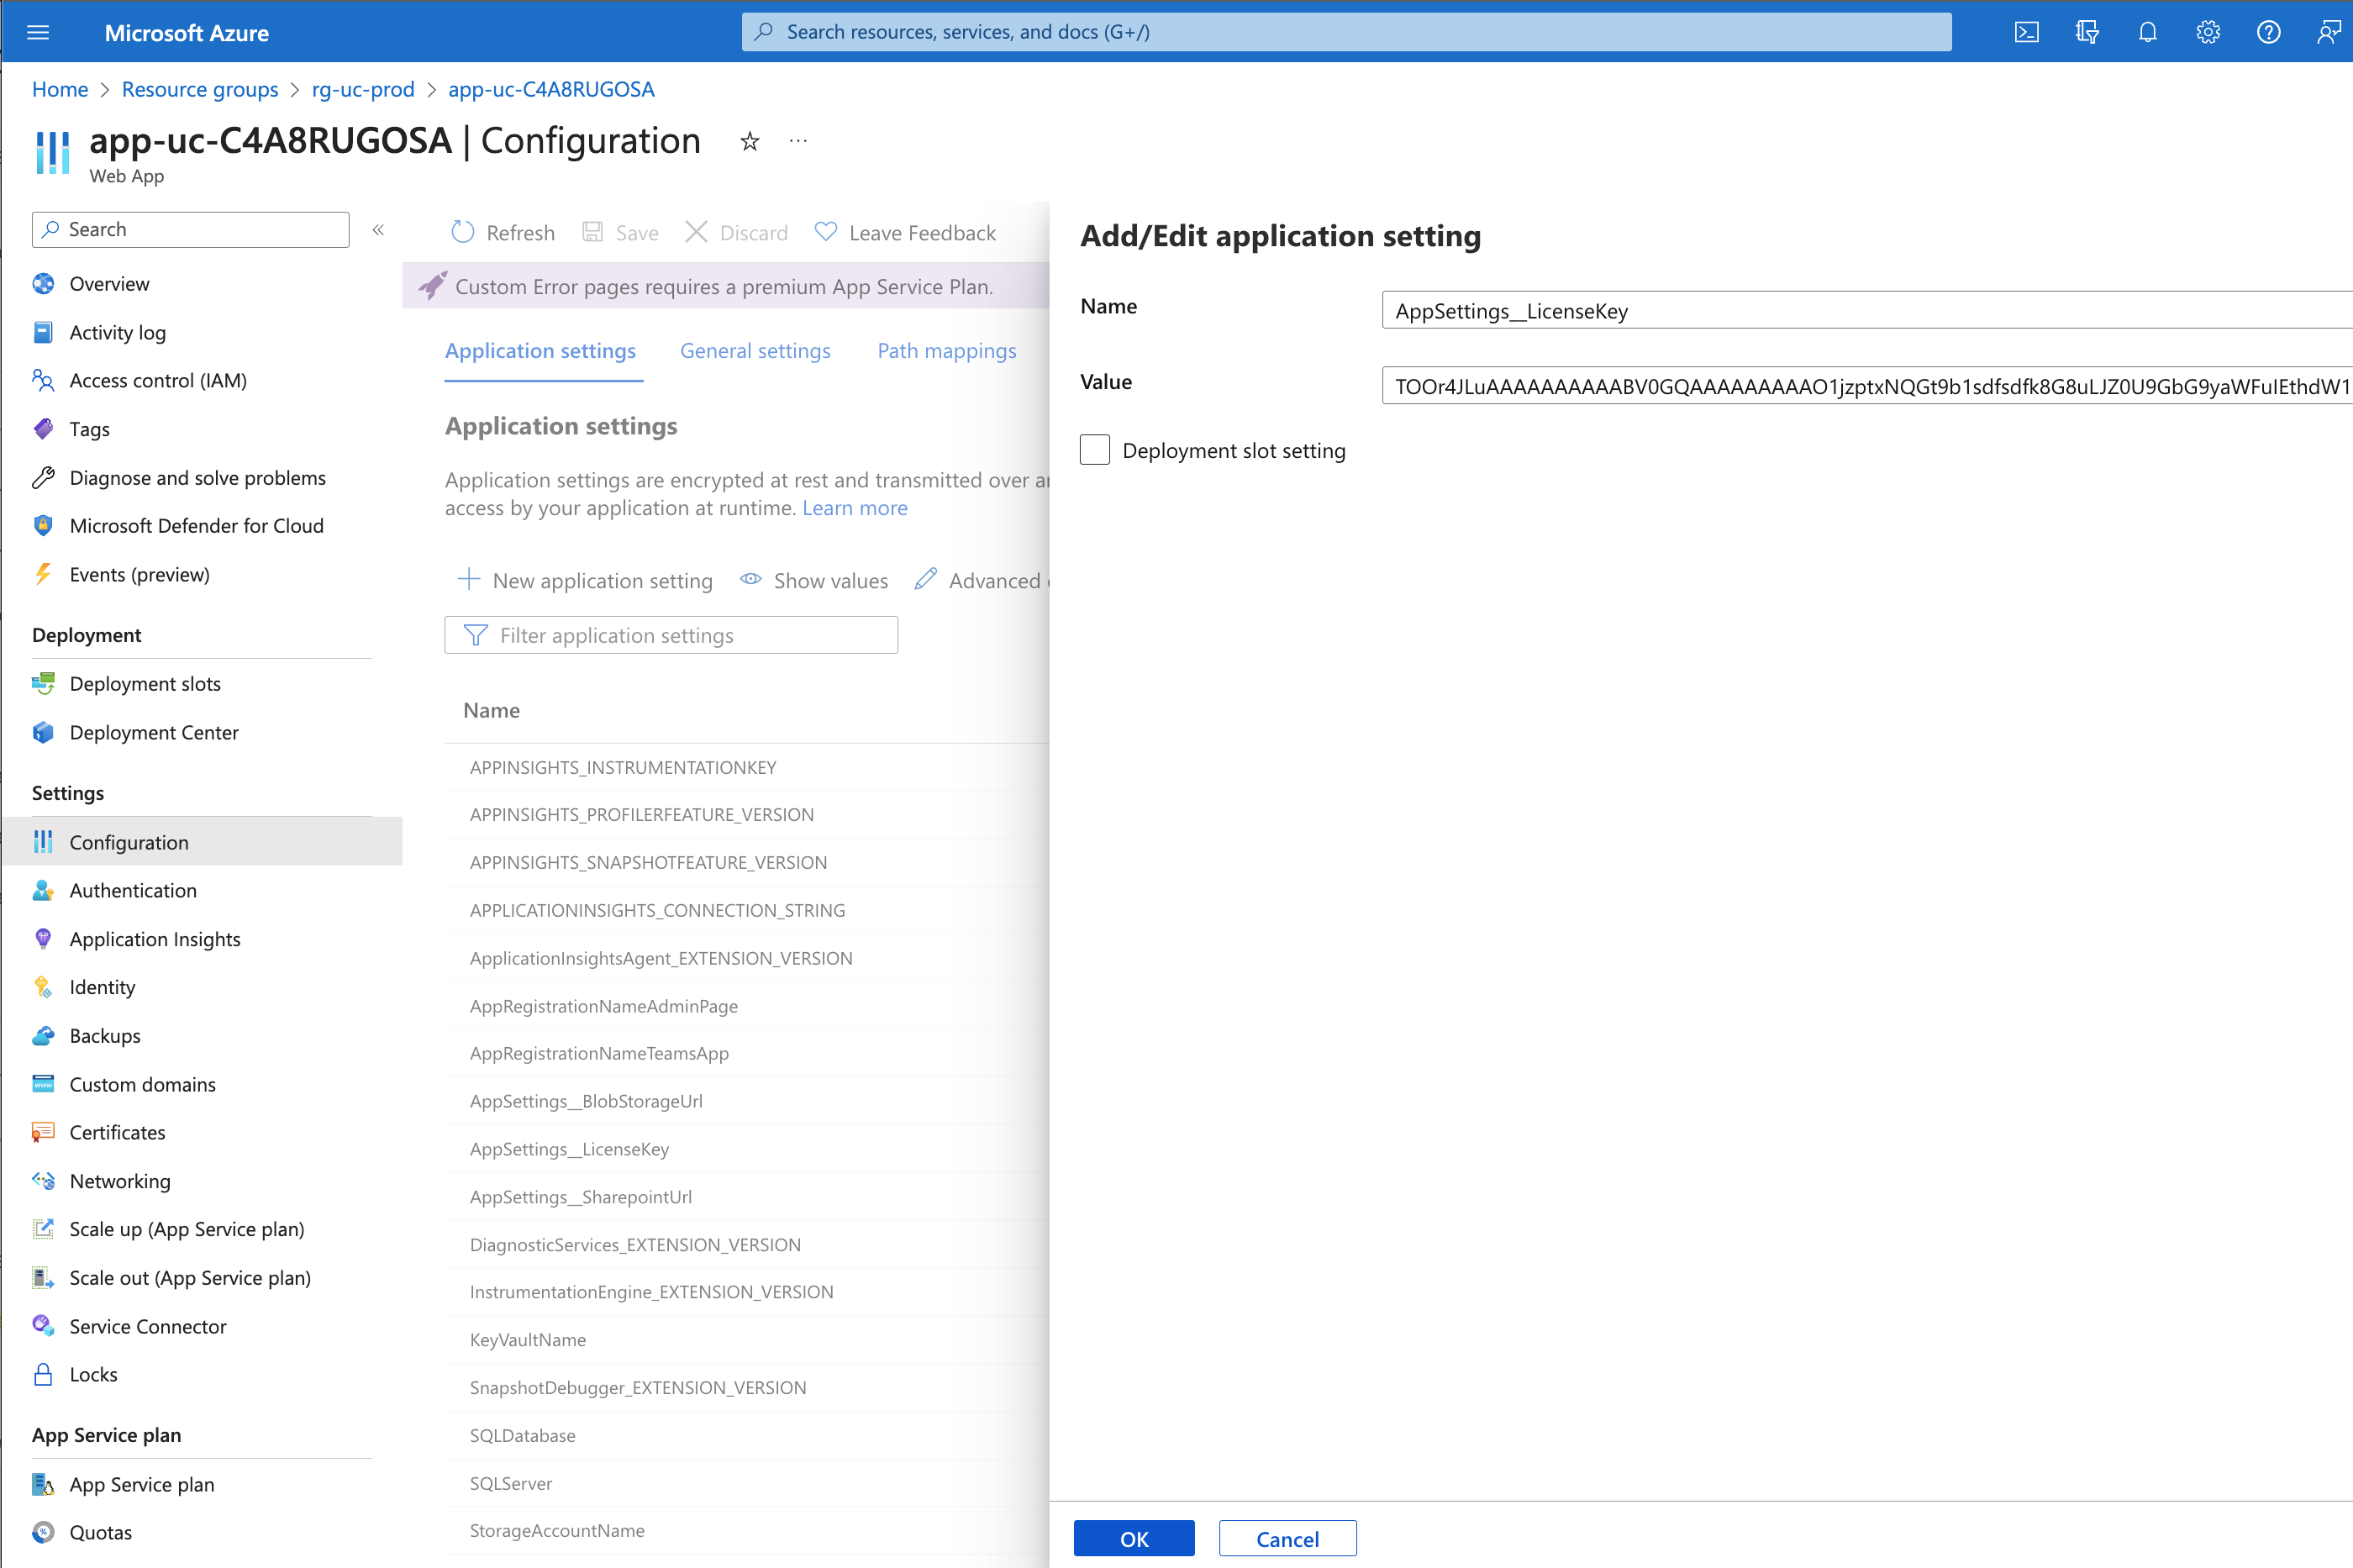 Microsoft Azure
Search resources, services, and docs (G+/)
Home > Resource groups > rg-uc-prod > app-uc-C4A8RUGOSA
app-uc-C4A8RUGOSA | Configuration
Web App
Search
Overview
Activity log
Access control (IAM)
Tags
Diagnose and solve problems
Microsoft Defender for Cloud
Events (preview)
Deployment
Deployment slots
Deployment Center
Settings
Configuration
Authentication
Application Insights
Identity
Backups
Custom domains
Certificates
Networking
Scale up (App Service plan)
Scale out (App Service plan)
Service Connector
Locks
App Service plan
App Service plan
Quotas
Refresh Save Discard Leave Feedback
Custom Error pages requires a premium App Service Plan.
Application settings General settings Path mappings
Application settings
Application settings are encrypted at rest and transmitted over
access by your application at runtime. Learn more
New application setting Show values Advanced
Filter application settings
Name
APPINSIGHTS_INSTRUMENTATIONKEY
APPINSIGHTS_PROFILERFEATURE_VERSION
APPINSIGHTS_SNAPSHOTFEATURE_VERSION
APPLICATIONINSIGHTS_CONNECTION_STRING
ApplicationInsightsAgent_EXTENSION_VERSION
AppRegistrationNameAdminPage
AppRegistrationNameTeamsApp
AppSettings__BlobStorageUrl
AppSettings__LicenseKey
AppSettings__SharepointUrl
DiagnosticServices_EXTENSION_VERSION
InstrumentationEngine_EXTENSION_VERSION
KeyVaultName
SnapshotDebugger_EXTENSION_VERSION
SQLDatabase
SQLServer
StorageAccountName
Add/Edit application setting
Name
AppSettings__LicenseKey
Value
TOOr4JLuAAAAAAAAAABV0GQAAAAAAAAAO1jzptxNQGt9b1sdfsdfk8G8uLJZ0U9GbG9yaWFuIEthdW1
Deployment slot setting
OK Cancel